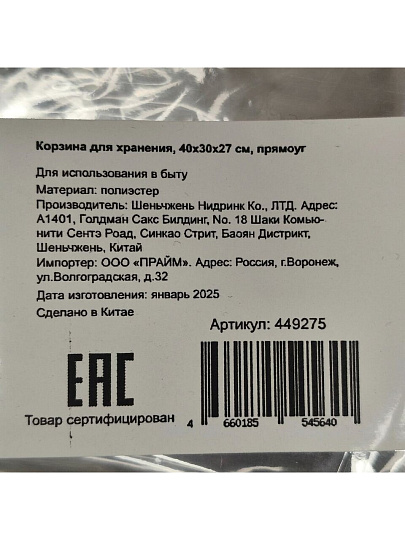 Корзина для хранения, 40х30х27 см, прямоуг
Для использования в быту
Материал: полиэстер
Производитель: Шеньчжень Нидринк Ко., ЛТД. Адрес:
А1401, Голдман Сакс Билдинг, No. 18 Шаки Комью-
нити Сентэ Роад, Синкао Стрит, Баоян Дистрикт,
Шеньчжень, Китай
Импортер: ООО «ПРАЙМ». Адрес: Россия, г.Воронеж,
ул.Волгоградская, д.32
Дата изготовления: январь 2025
Сделано в Китае
Артикул: 449275
ЕАС
Товар сертифицирован
4 660185 545640